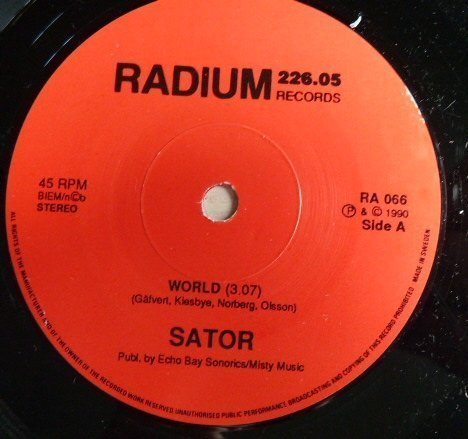 RADIUM 226.05
RECORDS
45 RPM
BIEM/n©b
STEREO
RA 066
℗ & © 1990
Side A
WORLD (3.07)
(Gåfvert, Kiesbye, Norberg, Olsson)
SATOR
Publ. by Echo Bay Sonorics/Misty Music
ALL RIGHTS OF THE MANUFACTURER AND OF THE OWNER OF THE RECORDED WORK RESERVED. UNAUTHORISED PUBLIC PERFORMANCE, BROADCASTING AND COPYING OF THIS RECORD PROHIBITED. MADE IN SWEDEN